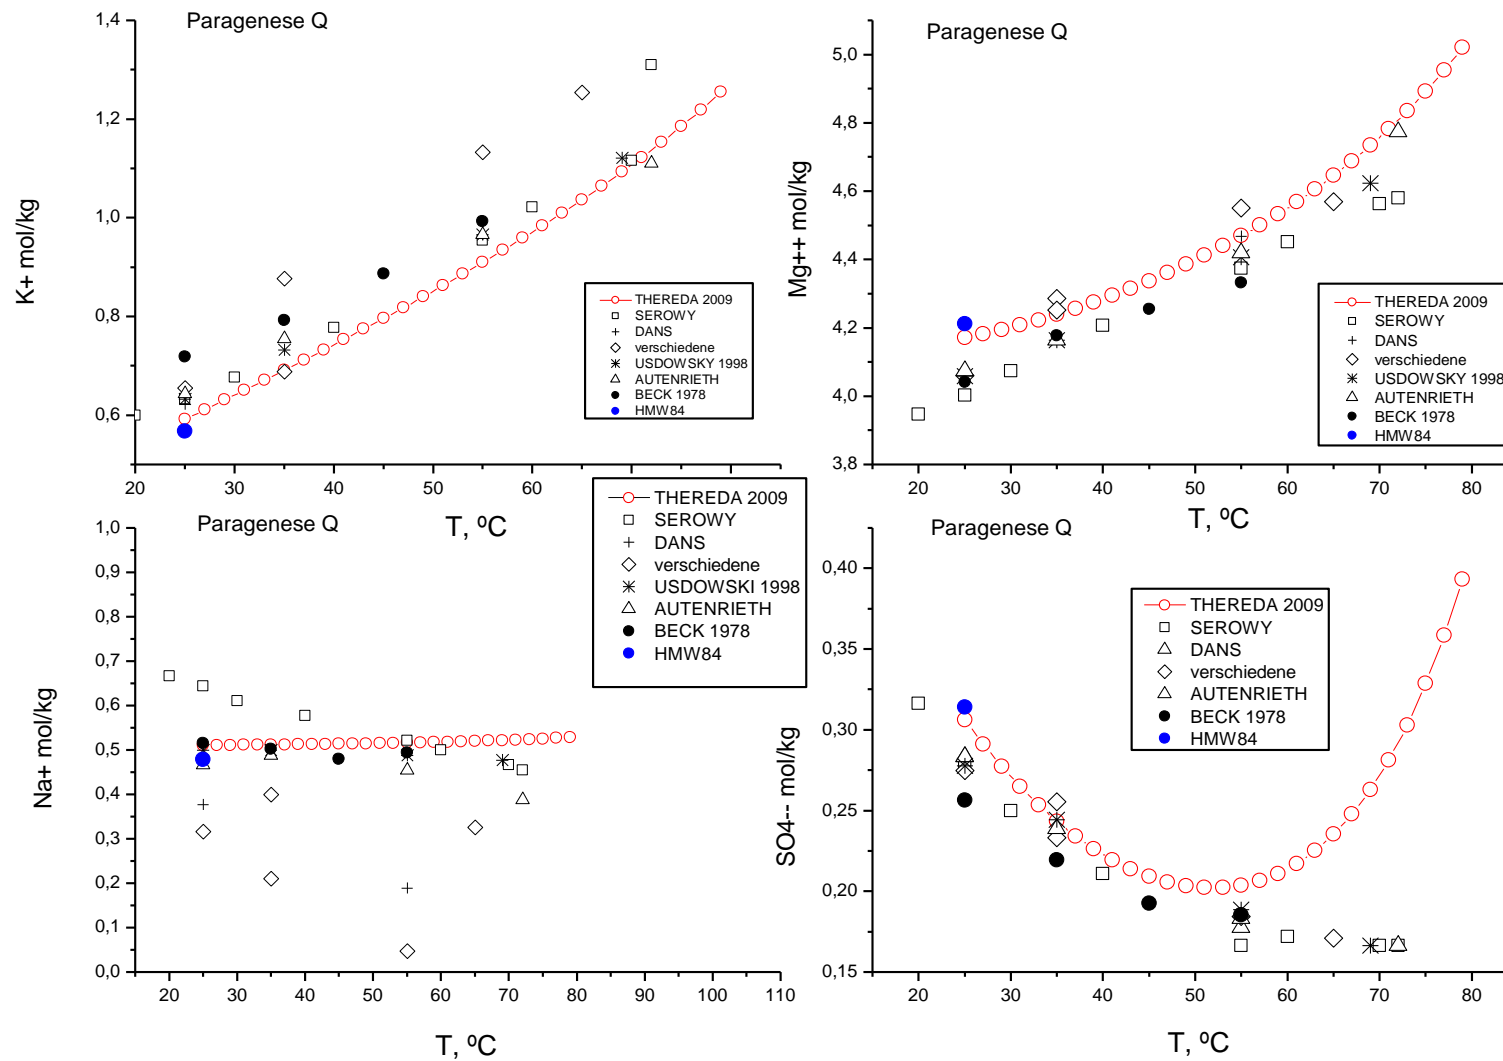 Paragenese Q
K+ mol/kg
1,4
1,2
1,0
0,8
0,6
20 30 40 50 60 70 80
T, ºC
THEREDA 2009
SEROWY
DANS
verschiedene
USDOWSKY 1998
AUTENRIETH
BECK 1978
HMW84
Paragenese Q
Mg++ mol/kg
5,0
4,8
4,6
4,4
4,2
4,0
3,8
20 30 40 50 60 70 80
T, ºC
THEREDA 2009
SEROWY
DANS
verschiedene
USDOWSKY 1998
AUTENRIETH
BECK 1978
HMW84
Paragenese Q
Na+ mol/kg
1,0
0,9
0,8
0,7
0,6
0,5
0,4
0,3
0,2
0,1
0,0
20 30 40 50 60 70 80 90 100 110
T, ºC
THEREDA 2009
SEROWY
DANS
verschiedene
USDOWSKI 1998
AUTENRIETH
BECK 1978
HMW84
Paragenese Q
SO4-- mol/kg
0,40
0,35
0,30
0,25
0,20
0,15
20 30 40 50 60 70 80
T, ºC
THEREDA 2009
SEROWY
DANS
verschiedene
AUTENRIETH
BECK 1978
HMW84